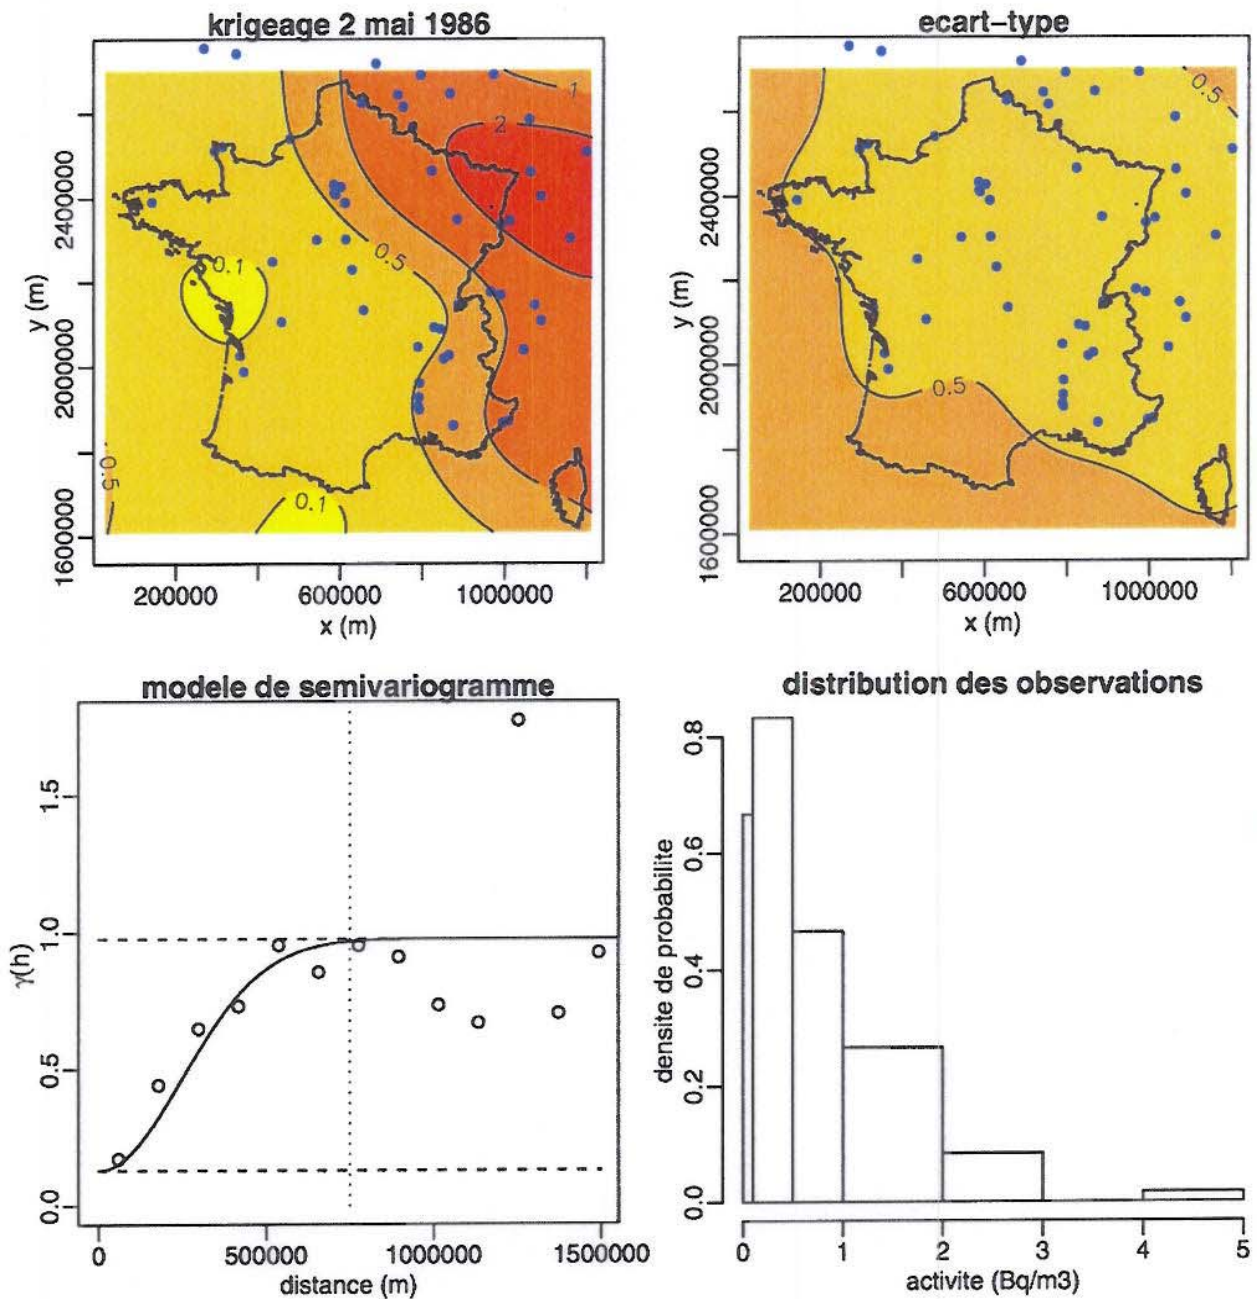 krigeage 2 mai 1986
y (m)
1600000 2000000 2400000
0.1
0.5
1
2
0.5
0.1
200000 600000 1000000
x (m)
ecart-type
y (m)
1600000 2000000 2400000
0.5
0.5
200000 600000 1000000
x (m)
modele de semivariogramme
γ(h)
0.0 0.5 1.0 1.5
0 500000 1000000 1500000
distance (m)
distribution des observations
densite de probabilite
0.0 0.2 0.4 0.6 0.8
0 1 2 3 4 5
activite (Bq/m3)